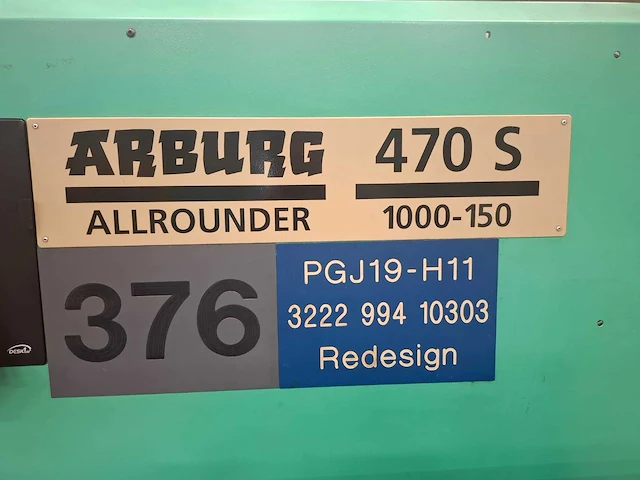 ARBURG 470 S
ALLROUNDER 1000-150
376
PGJ19-H11
3222 994 10303
Redesign